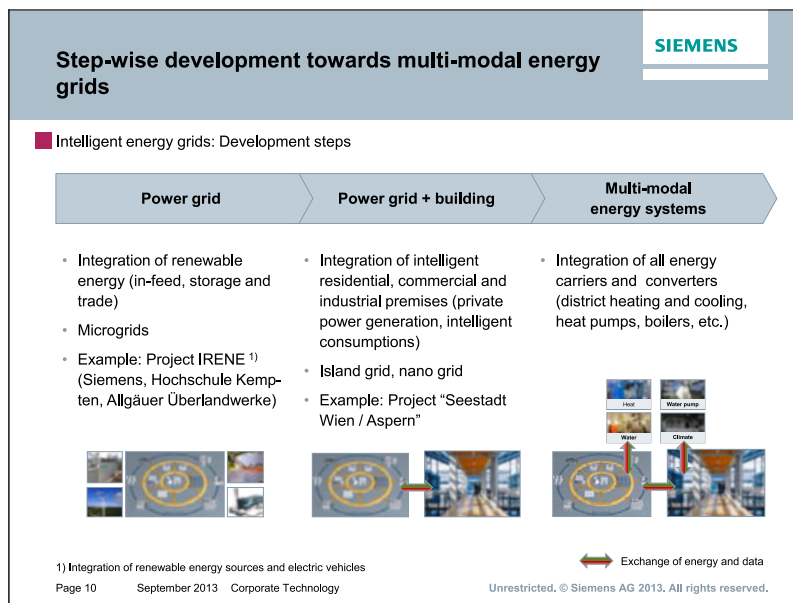 Step-wise development towards multi-modal energy
grids
SIEMENS
Intelligent energy grids: Development steps
Power grid
Power grid + building
Multi-modal
energy systems
• Integration of renewable
energy (in-feed, storage and
trade)
• Microgrids
• Example: Project IRENE 1)
(Siemens, Hochschule Kemp-
ten, Allgäuer Überlandwerke)
• Integration of intelligent
residential, commercial and
industrial premises (private
power generation, intelligent
consumptions)
• Island grid, nano grid
• Example: Project “Seestadt
Wien / Aspern”
• Integration of all energy
carriers and converters
(district heating and cooling,
heat pumps, boilers, etc.)
Heat
Water pump
Water
Climate
1) Integration of renewable energy sources and electric vehicles
Exchange of energy and data
Page 10 September 2013 Corporate Technology
Unrestricted. © Siemens AG 2013. All rights reserved.